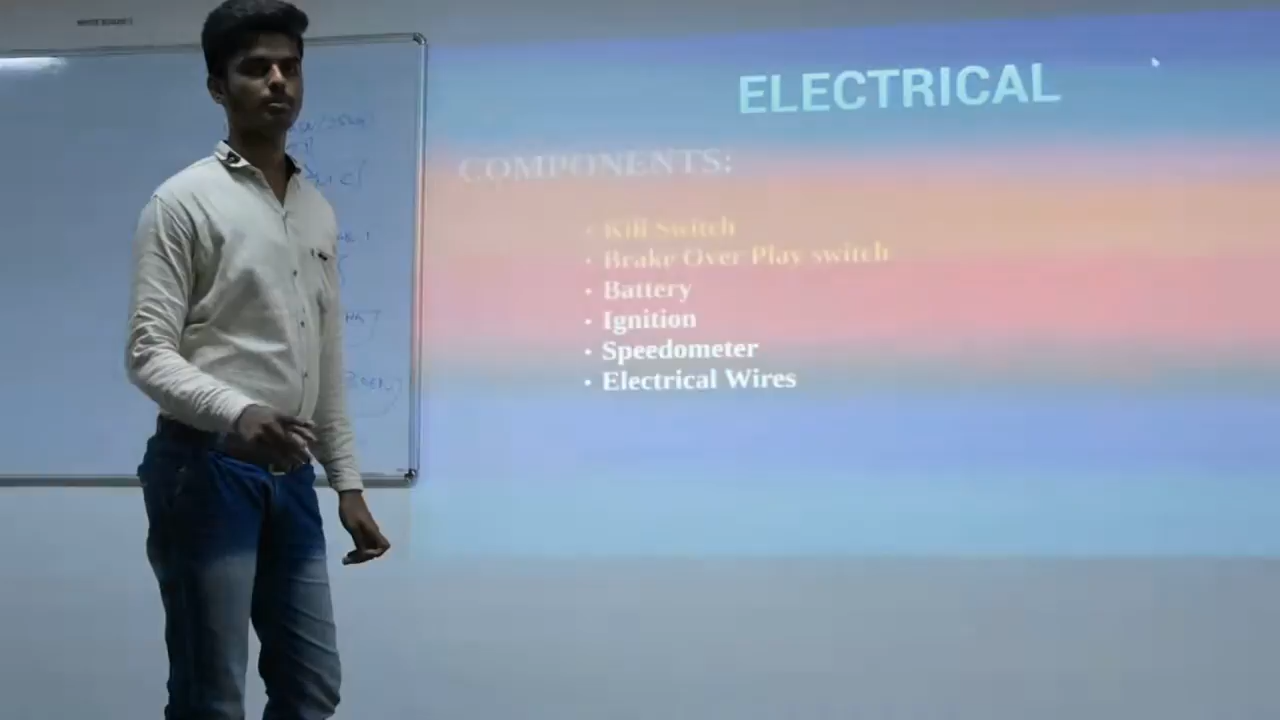 ELECTRICAL
COMPONENTS:
• Kill Switch
• Brake Over Play switch
• Battery
• Ignition
• Speedometer
• Electrical Wires